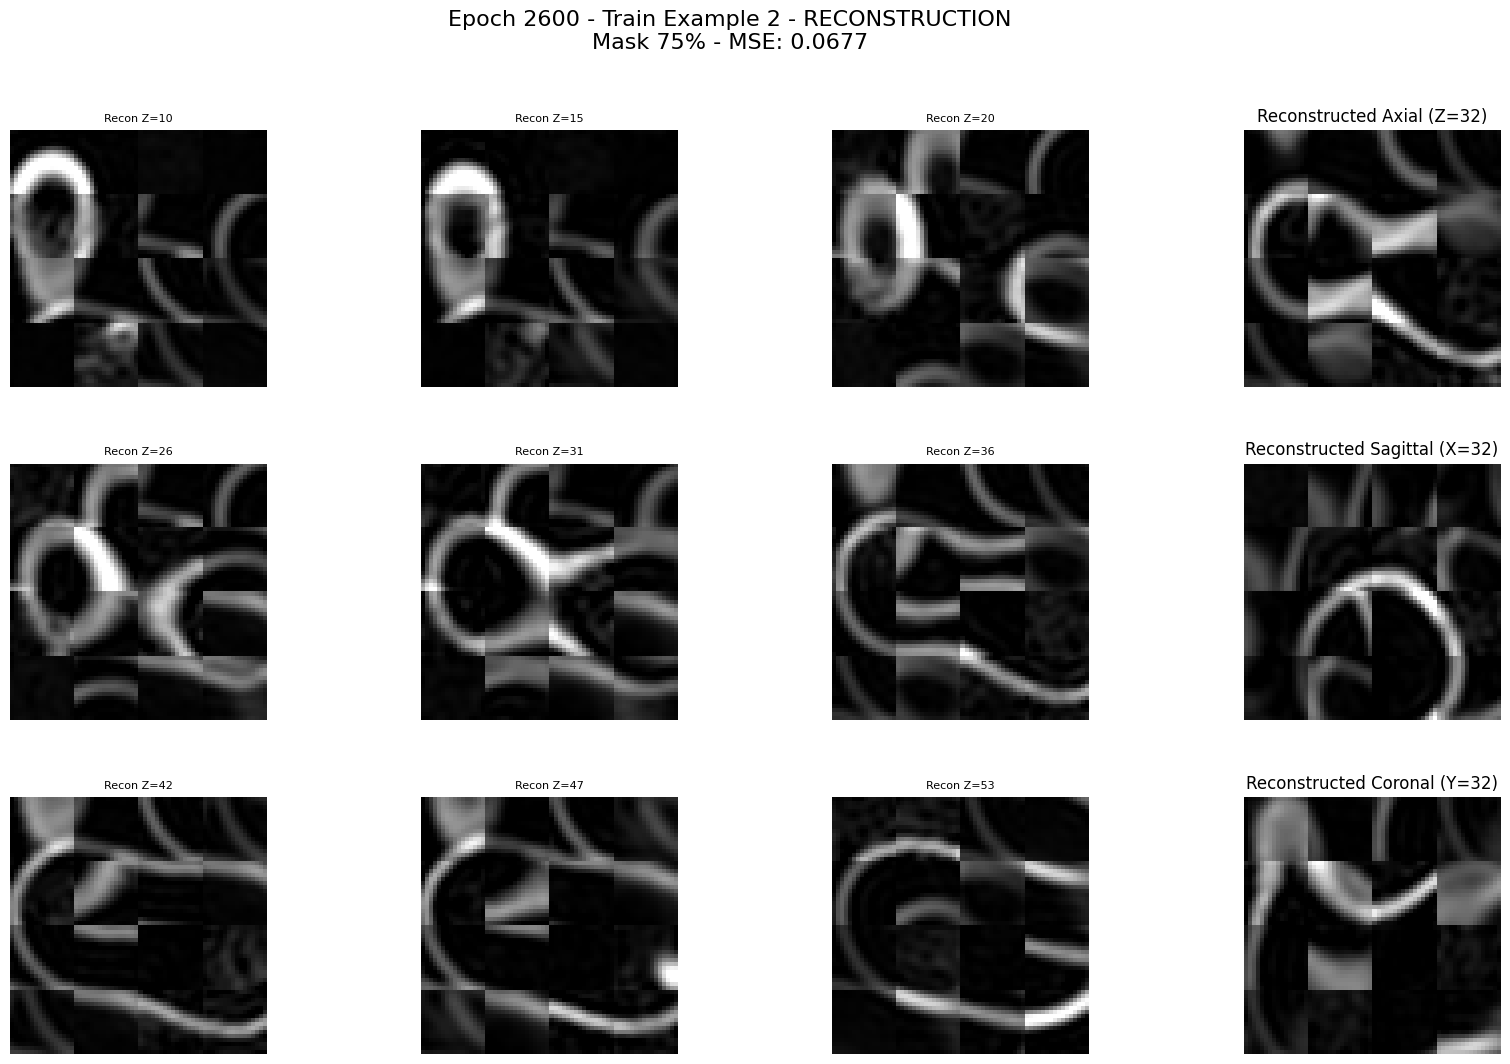 Epoch 2600 - Train Example 2 - RECONSTRUCTION
Mask 75% - MSE: 0.0677
Recon Z=10
Recon Z=15
Recon Z=20
Reconstructed Axial (Z=32)
Recon Z=26
Recon Z=31
Recon Z=36
Reconstructed Sagittal (X=32)
Recon Z=42
Recon Z=47
Recon Z=53
Reconstructed Coronal (Y=32)